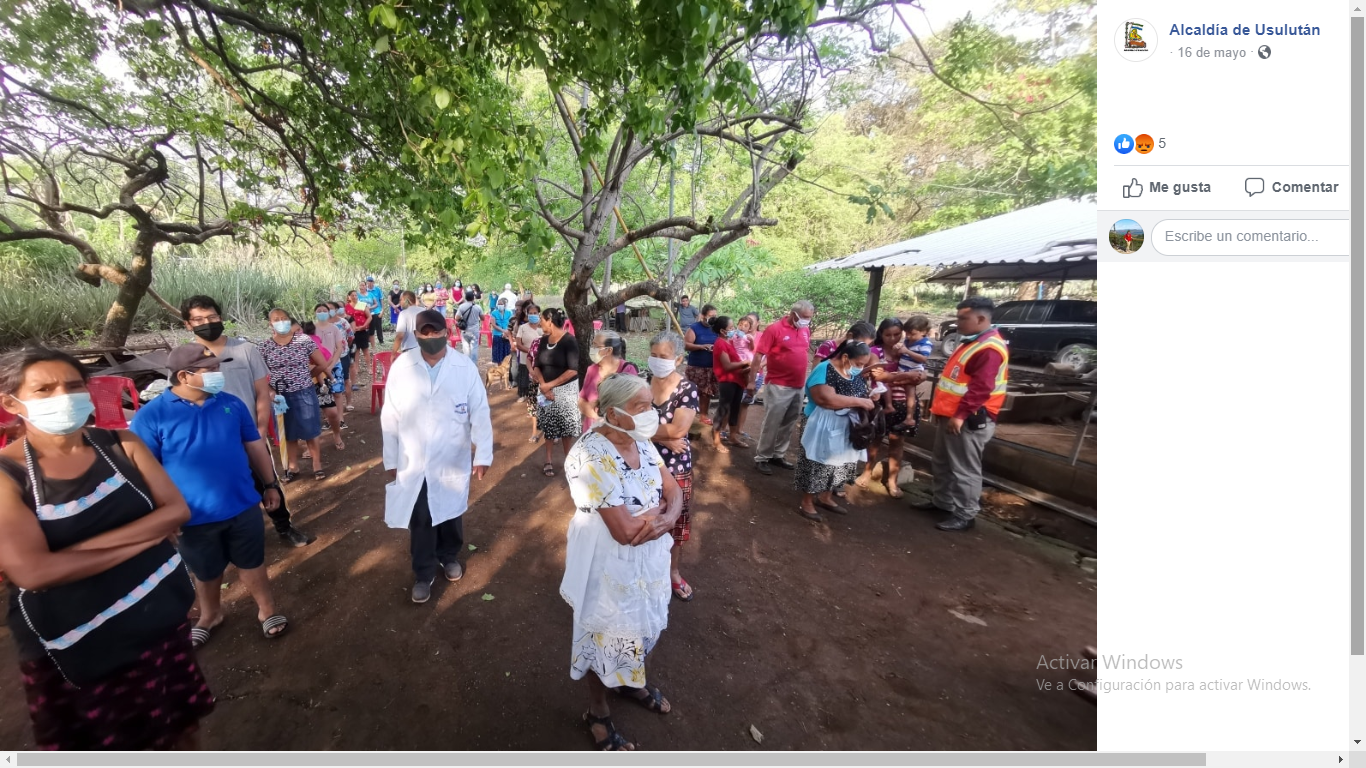 Alcaldía de Usulután
· 16 de mayo ·
5
Me gusta
Comentar
Escribe un comentario...
Activar Windows
Ve a Configuración para activar Windows.